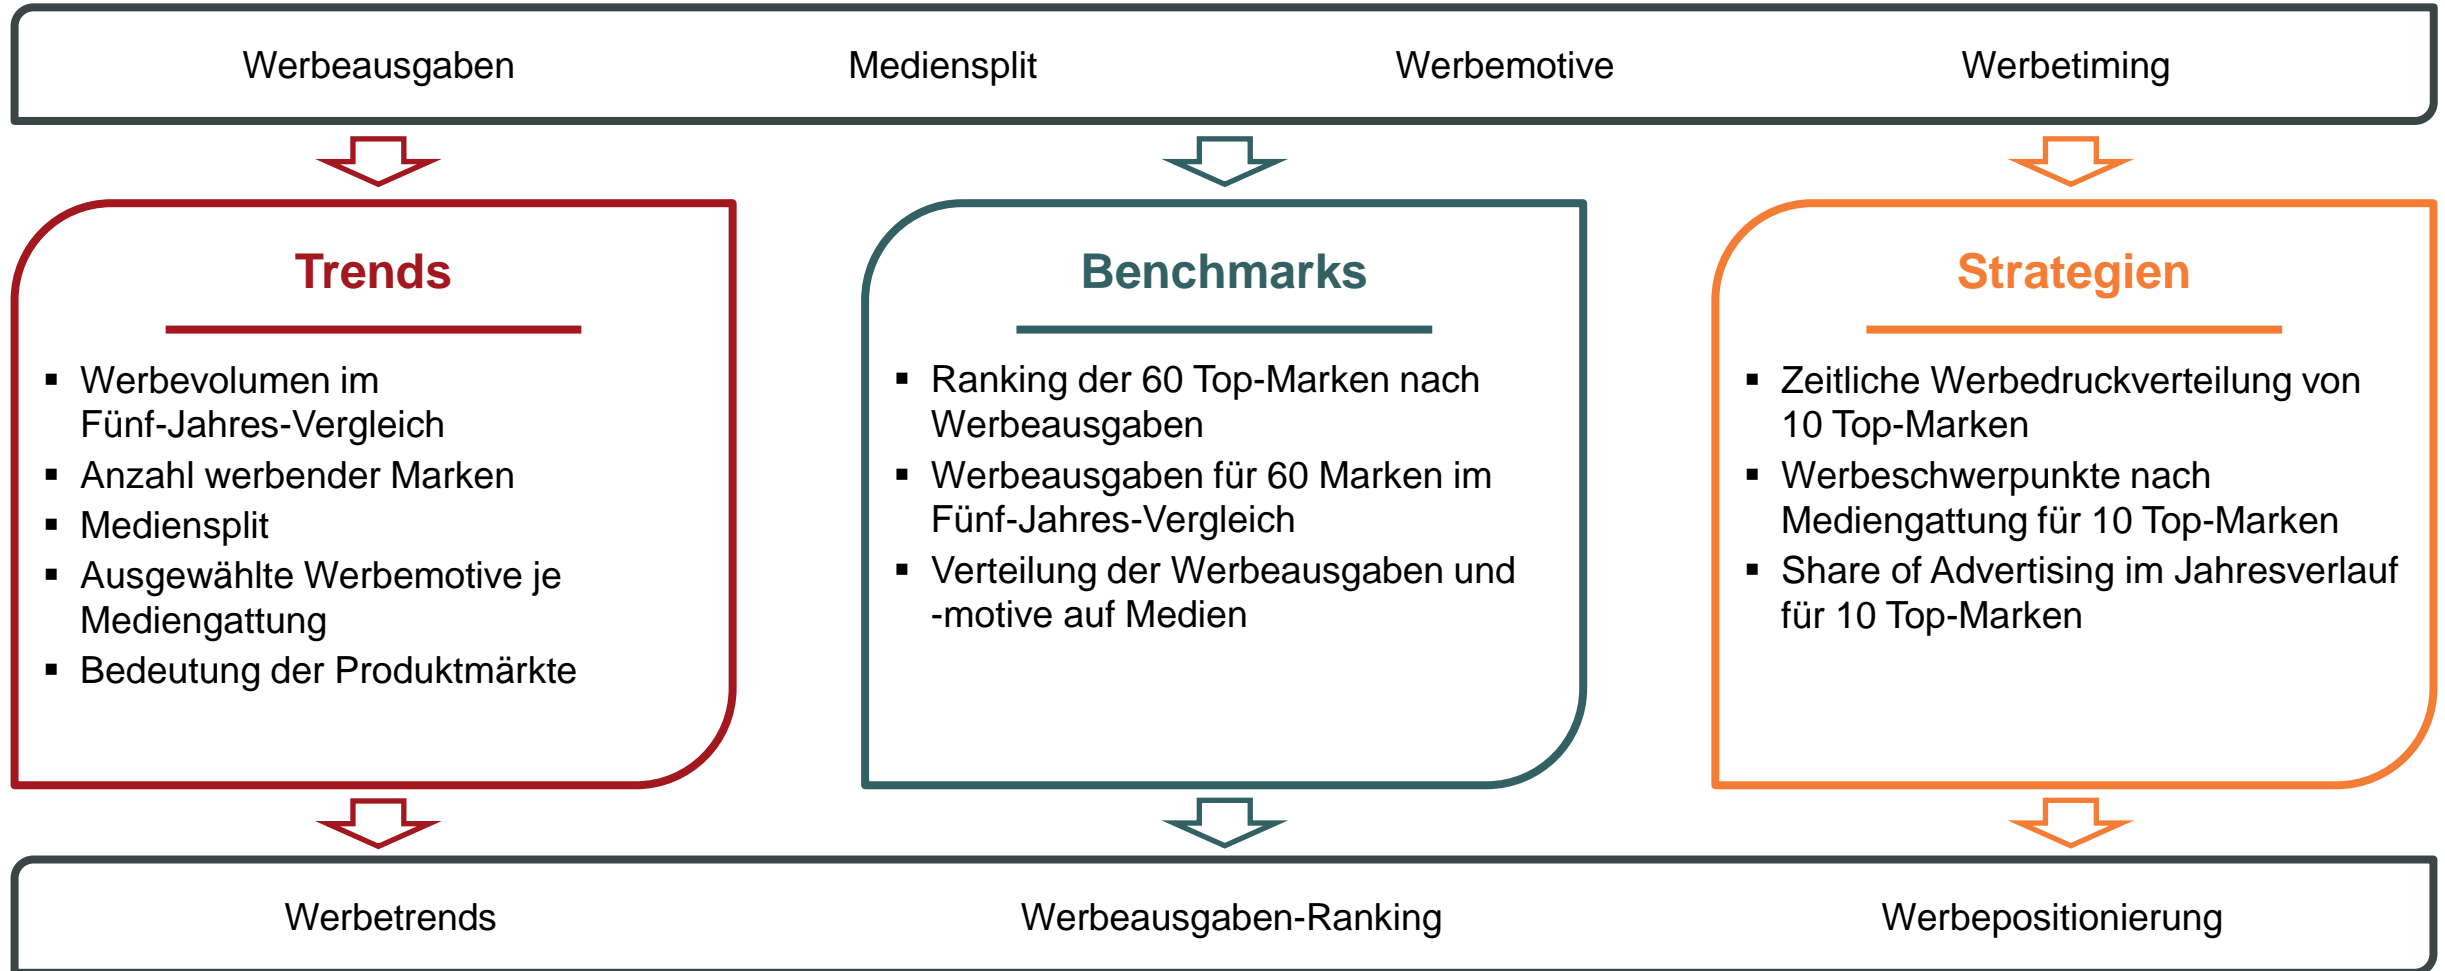 Werbeausgaben
Mediensplit
Werbemotive
Werbetiming
Trends
▪ Werbevolumen im
Fünf-Jahres-Vergleich
▪ Anzahl werbender Marken
▪ Mediensplit
▪ Ausgewählte Werbemotive je
Mediengattung
▪ Bedeutung der Produktmärkte
Benchmarks
▪ Ranking der 60 Top-Marken nach
Werbeausgaben
▪ Werbeausgaben für 60 Marken im
Fünf-Jahres-Vergleich
▪ Verteilung der Werbeausgaben und
-motive auf Medien
Strategien
▪ Zeitliche Werbedruckverteilung von
10 Top-Marken
▪ Werbeschwerpunkte nach
Mediengattung für 10 Top-Marken
▪ Share of Advertising im Jahresverlauf
für 10 Top-Marken
Werbetrends
Werbeausgaben-Ranking
Werbepositionierung